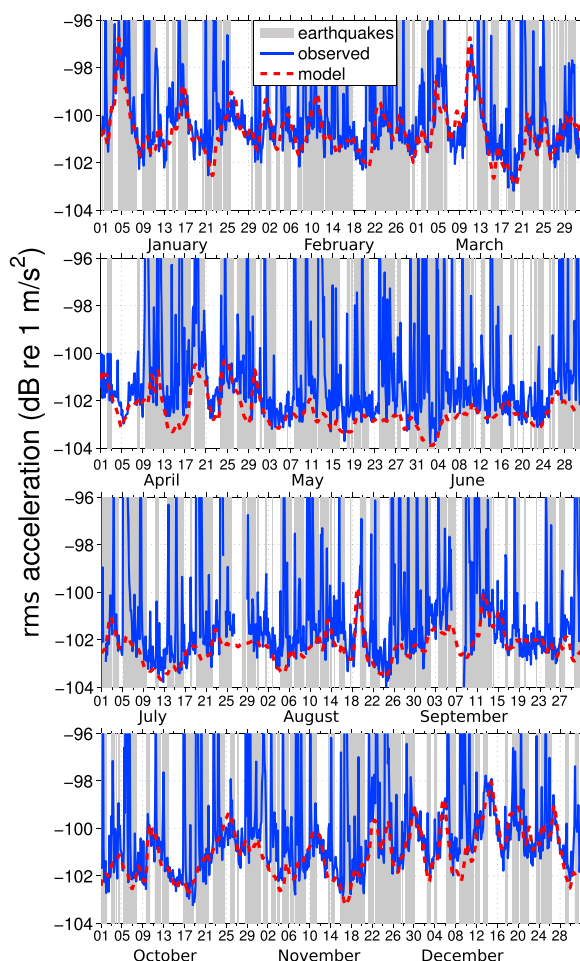 −96
−98
−100
−102
−104
earthquakes
observed
model
01 05 09 13 17 21 25 29 02 06 10 14 18 22 26 01 05 09 13 17 21 25 29
January February March
−96
−98
−100
−102
−104
01 05 09 13 17 21 25 29 03 07 11 15 19 23 27 31 04 08 12 16 20 24 28
April May June
−96
−98
−100
−102
−104
01 05 09 13 17 21 25 29 02 06 10 14 18 22 26 30 03 07 11 15 19 23 27
July August September
−96
−98
−100
−102
−104
01 05 09 13 17 21 25 29 02 06 10 14 18 22 26 30 04 08 12 16 20 24 28
October November December
rms acceleration (dB re 1 m/s²)